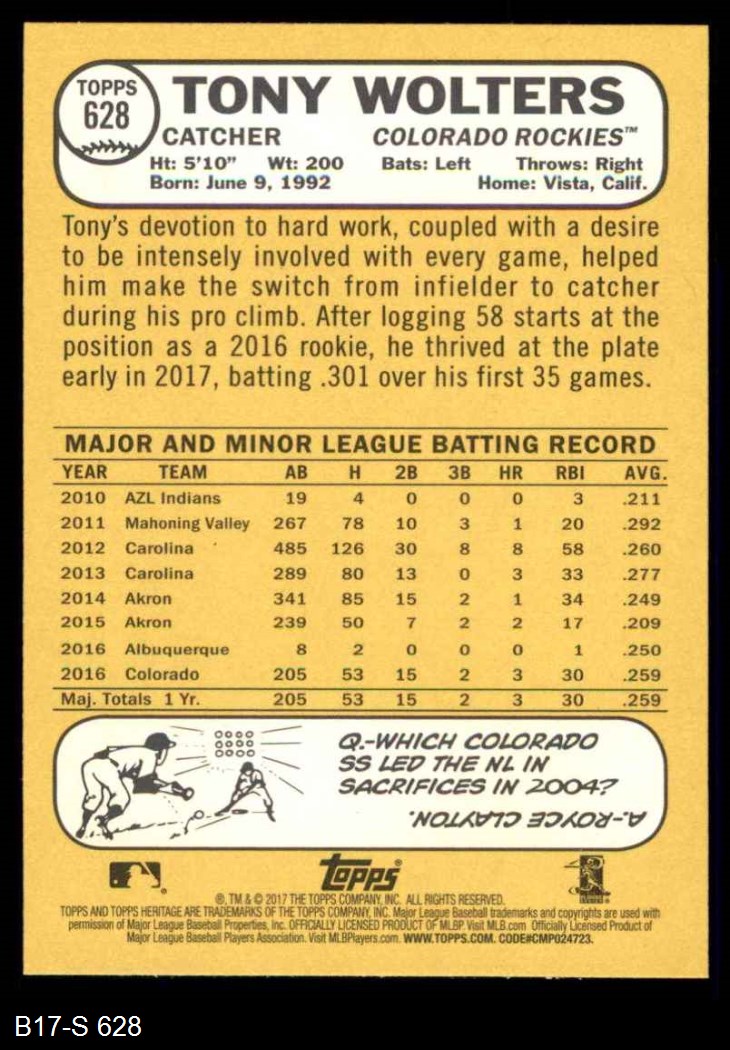 TOPPS
628
TONY WOLTERS
CATCHER COLORADO ROCKIES™
Ht: 5'10" Wt: 200 Bats: Left Throws: Right
Born: June 9, 1992 Home: Vista, Calif.
Tony's devotion to hard work, coupled with a desire
to be intensely involved with every game, helped
him make the switch from infielder to catcher
during his pro climb. After logging 58 starts at the
position as a 2016 rookie, he thrived at the plate
early in 2017, batting .301 over his first 35 games.
MAJOR AND MINOR LEAGUE BATTING RECORD
YEAR TEAM AB H 2B 3B HR RBI AVG.
2010 AZL Indians 19 4 0 0 0 3 .211
2011 Mahoning Valley 267 78 10 3 1 20 .292
2012 Carolina 485 126 30 8 8 58 .260
2013 Carolina 289 80 13 0 3 33 .277
2014 Akron 341 85 15 2 1 34 .249
2015 Akron 239 50 7 2 2 17 .209
2016 Albuquerque 8 2 0 0 0 1 .250
2016 Colorado 205 53 15 2 3 30 .259
Maj. Totals 1 Yr. 205 53 15 2 3 30 .259
Q.-WHICH COLORADO
SS LED THE NL IN
SACRIFICES IN 2004?
A.-ROYCE CLAYTON.
Topps®
®, TM & © 2017 THE TOPPS COMPANY, INC. ALL RIGHTS RESERVED.
TOPPS AND TOPPS HERITAGE ARE TRADEMARKS OF THE TOPPS COMPANY, INC. Major League Baseball trademarks and copyrights are used with
permission of Major League Baseball Properties, Inc. OFFICIALLY LICENSED PRODUCT OF MLBP. Visit MLB.com Officially Licensed Product of
Major League Baseball Players Association. Visit MLBPlayers.com. WWW.TOPPS.COM. CODE#CMP024723.
B17-S 628